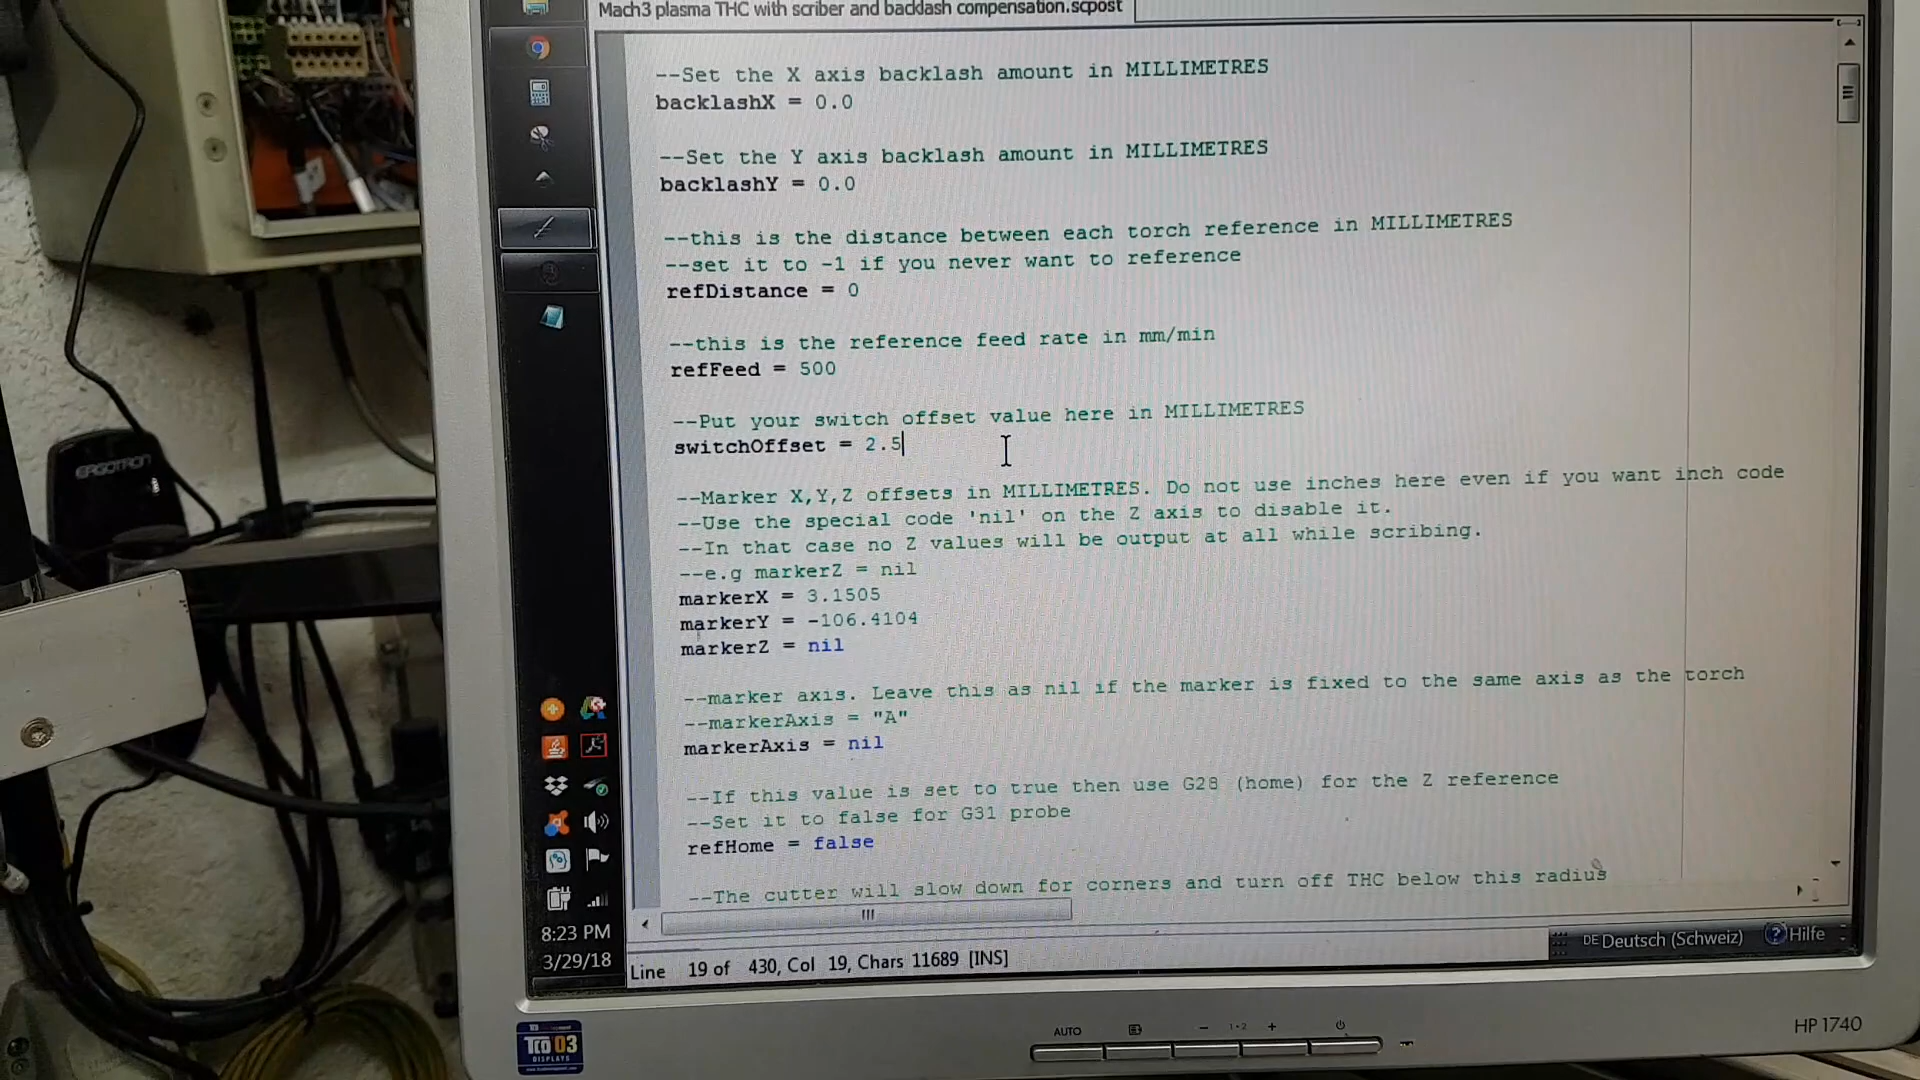 Mach3 plasma THC with scriber and backlash compensation.scpost
--Set the X axis backlash amount in MILLIMETRES
backlashX = 0.0
--Set the Y axis backlash amount in MILLIMETRES
backlashY = 0.0
--this is the distance between each torch reference in MILLIMETRES
--set it to -1 if you never want to reference
refDistance = 0
--this is the reference feed rate in mm/min
refFeed = 500
--Put your switch offset value here in MILLIMETRES
switchOffset = 2.5
--Marker X,Y,Z offsets in MILLIMETRES. Do not use inches here even if you want inch code
--Use the special code 'nil' on the Z axis to disable it.
--In that case no Z values will be output at all while scribing.
--e.g markerZ = nil
markerX = 3.1505
markerY = -106.4104
markerZ = nil
--marker axis. Leave this as nil if the marker is fixed to the same axis as the torch
--markerAxis = "A"
markerAxis = nil
--If this value is set to true then use G28 (home) for the Z reference
--Set it to false for G31 probe
refHome = false
--The cutter will slow down for corners and turn off THC below this radius
8:23 PM
3/29/18
Line 19 of 430, Col 19, Chars 11689 [INS]
DE Deutsch (Schweiz) ? Hilfe
ERGOTRON
TCO 03
DISPLAYS
AUTO
- 1·2 +
HP 1740